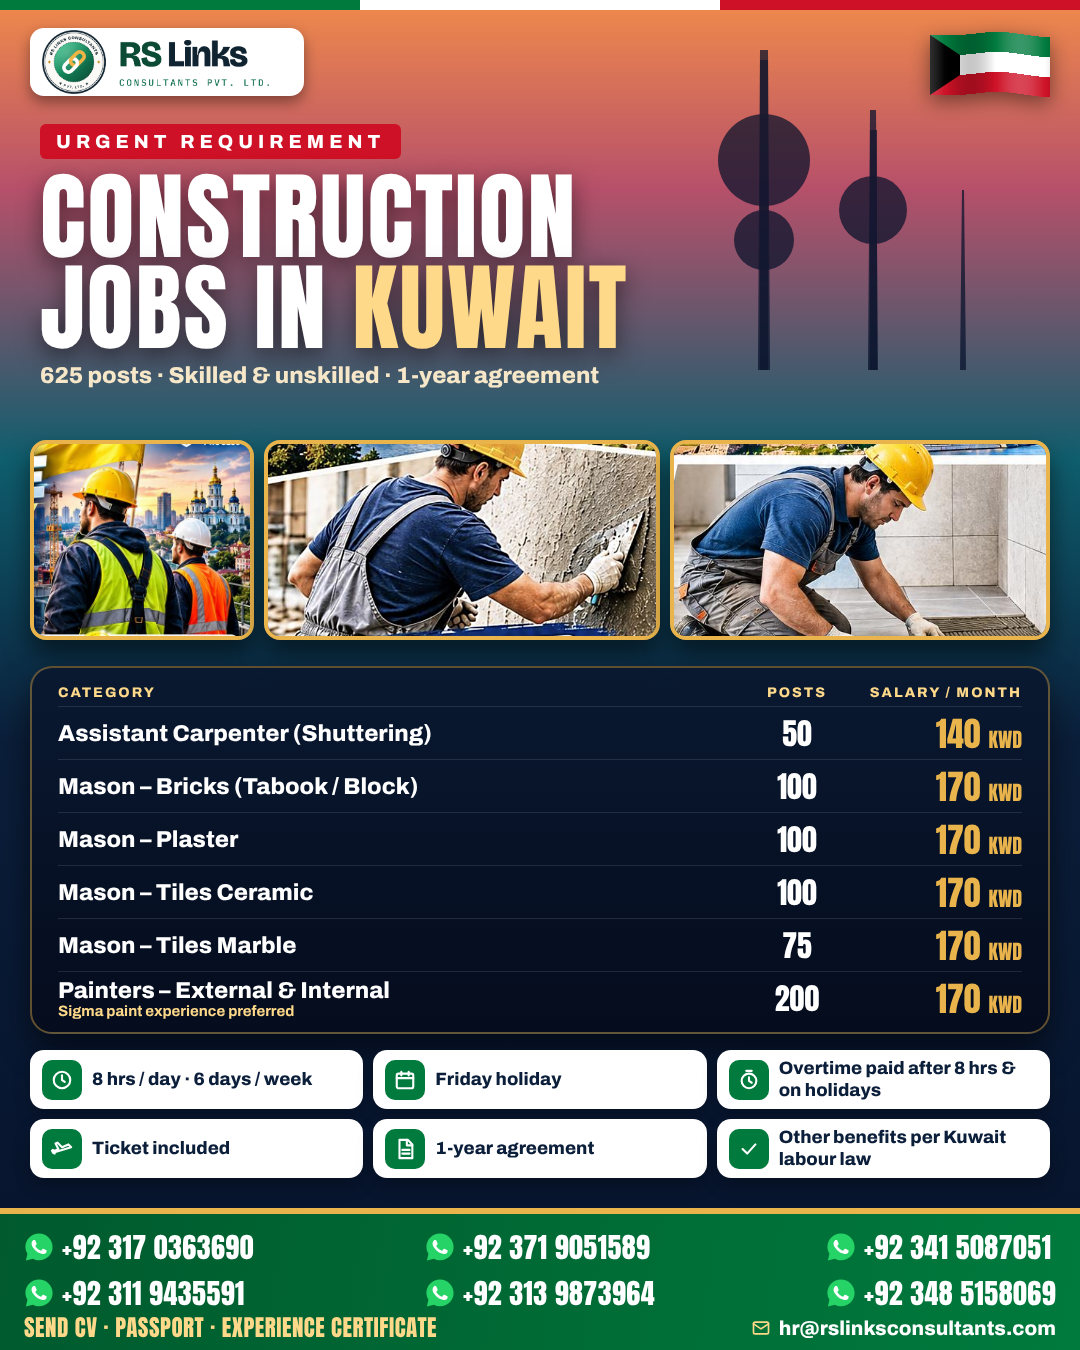 RS Links
CONSULTANTS PVT. LTD.
URGENT REQUIREMENT
CONSTRUCTION
JOBS IN KUWAIT
625 posts · Skilled & unskilled · 1-year agreement
CATEGORY POSTS SALARY / MONTH
Assistant Carpenter (Shuttering) 50 140 KWD
Mason – Bricks (Tabook / Block) 100 170 KWD
Mason – Plaster 100 170 KWD
Mason – Tiles Ceramic 100 170 KWD
Mason – Tiles Marble 75 170 KWD
Painters – External & Internal 200 170 KWD
Sigma paint experience preferred
8 hrs / day · 6 days / week
Friday holiday
Overtime paid after 8 hrs &
on holidays
Ticket included
1-year agreement
Other benefits per Kuwait
labour law
+92 317 0363690 +92 371 9051589 +92 341 5087051
+92 311 9435591 +92 313 9873964 +92 348 5158069
SEND CV · PASSPORT · EXPERIENCE CERTIFICATE
hr@rslinksconsultants.com